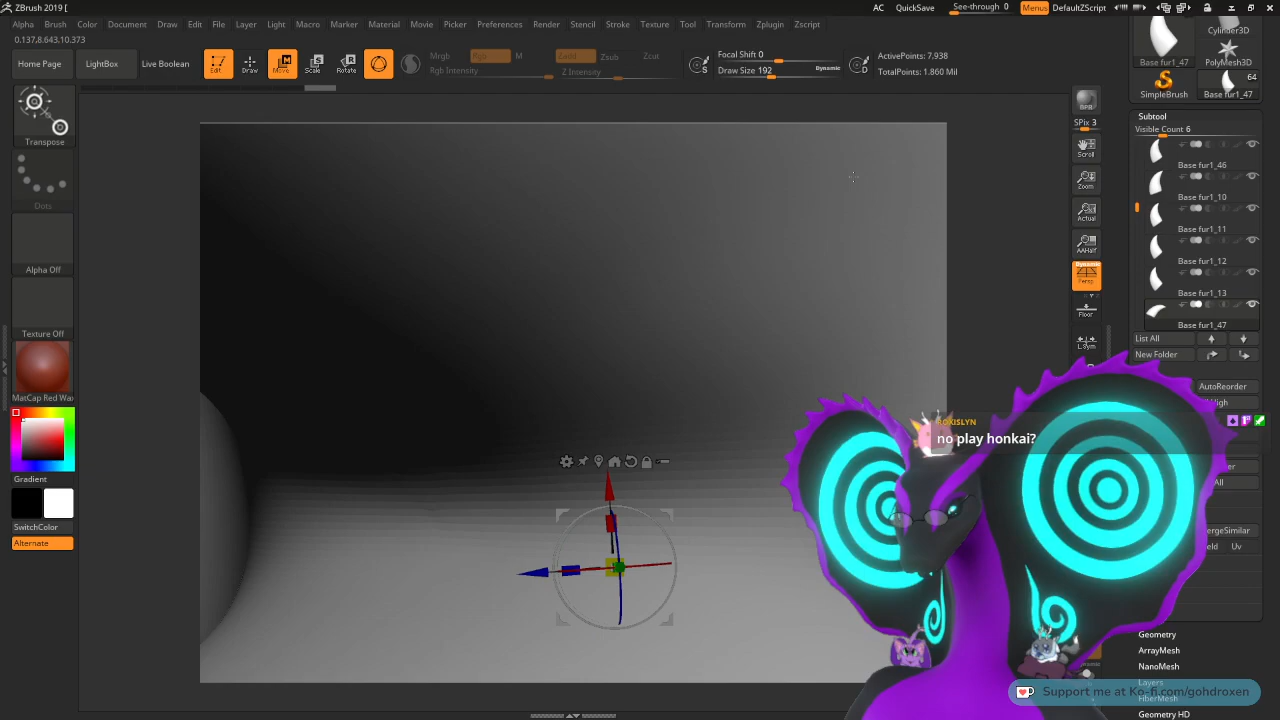 ZBrush 2019 [
AC
QuickSave
See-through 0
Menus
DefaultZScript
Alpha
Brush
Color
Document
Draw
Edit
File
Layer
Light
Macro
Marker
Material
Movie
Picker
Preferences
Render
Stencil
Stroke
Texture
Tool
Transform
Zplugin
Zscript
0.137,8.643,10.373
Home Page
LightBox
Live Boolean
Edit
Draw
Move
Scale
Rotate
Mrgb
Rgb
M
Rgb Intensity
Zadd
Zsub
Zcut
Z Intensity
Focal Shift 0
Draw Size 192
Dynamic
ActivePoints: 7,938
TotalPoints: 1.860 Mil
Cylinder3D
Base fur1_47
PolyMesh3D
SimpleBrush
64
Base fur1_47
Transpose
Dots
Alpha Off
Texture Off
MatCap Red Wax
Gradient
SwitchColor
Alternate
BPR
SPix 3
Scroll
Zoom
Actual
AAHalf
Dynamic
Persp
Floor
L.Sym
Subtool
Visible Count 6
Base fur1_46
Base fur1_10
Base fur1_11
Base fur1_12
Base fur1_13
Base fur1_47
List All
New Folder
AutoReorder
All
MergeSimilar
Uv
no play honkai?
Geometry
ArrayMesh
NanoMesh
Layers
FiberMesh
Geometry HD
Support me at Ko-fi.com/gohdroxen